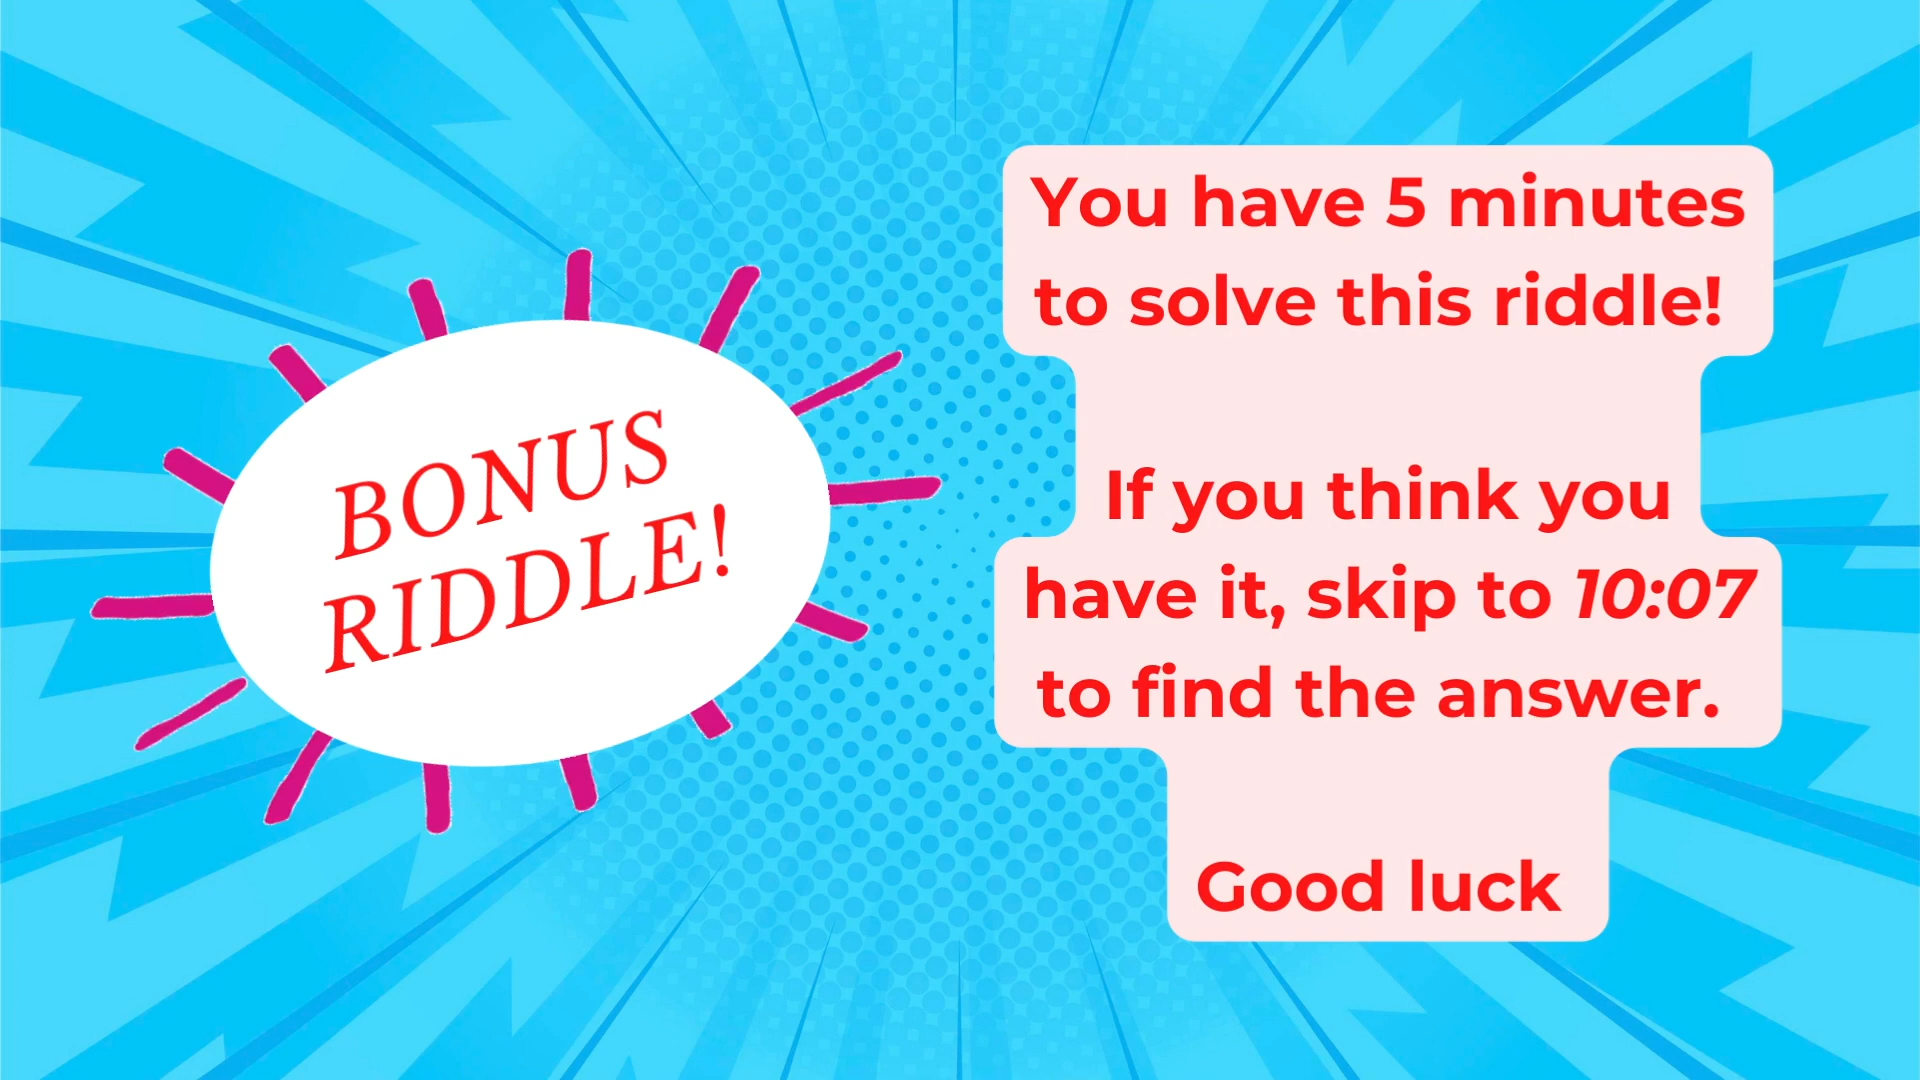 BONUS
RIDDLE!
You have 5 minutes
to solve this riddle!
If you think you
have it, skip to 10:07
to find the answer.
Good luck